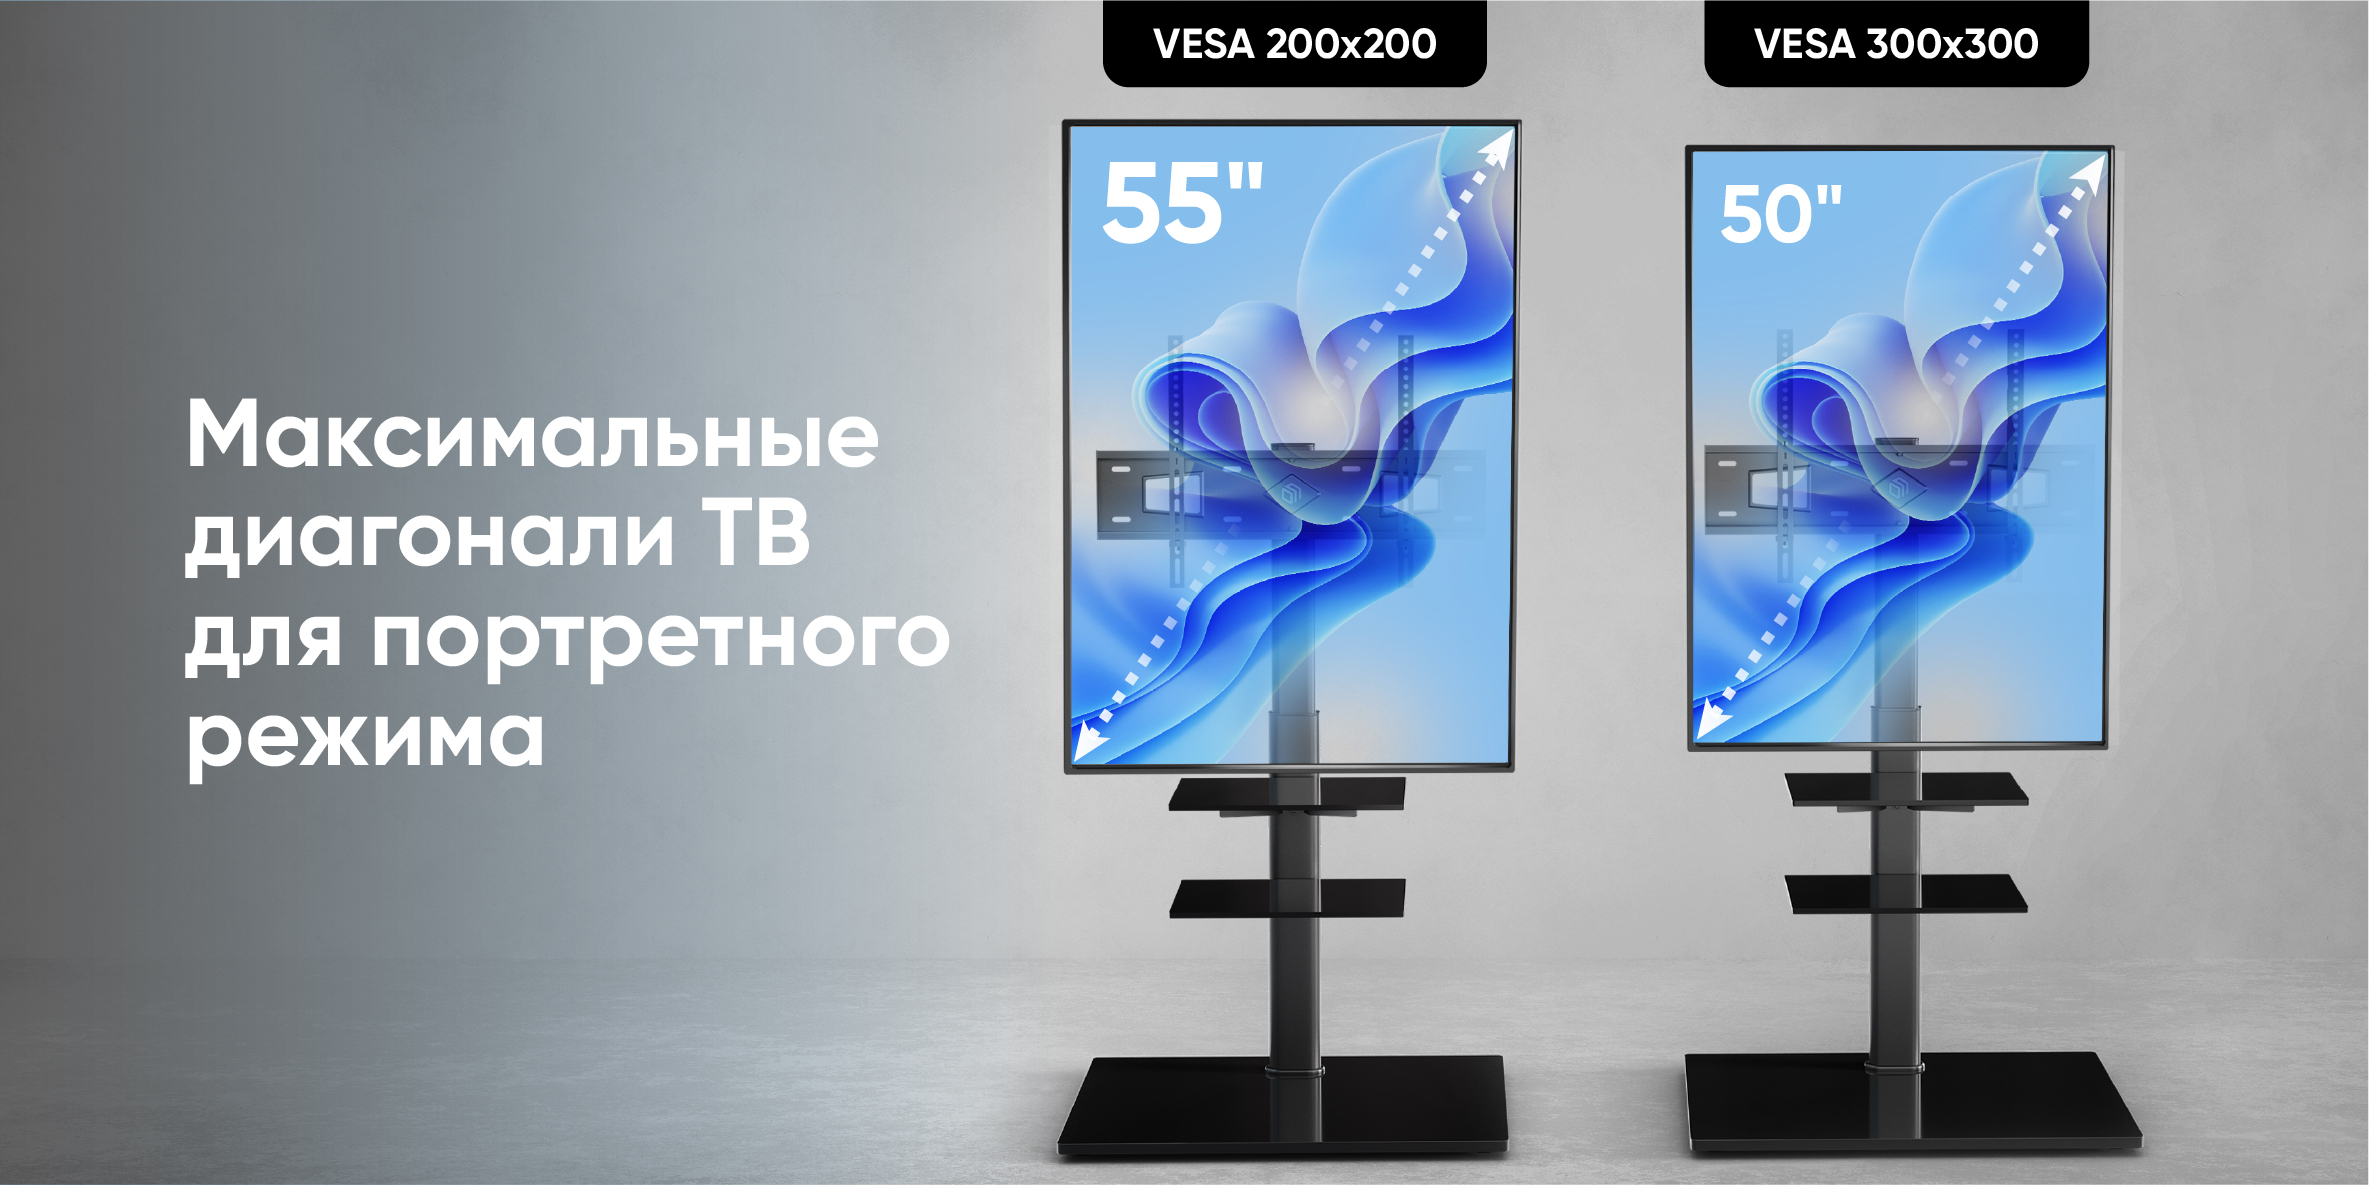 VESA 200x200
VESA 300x300
55"
50"
Максимальные
диагонали ТВ
для портретного
режима